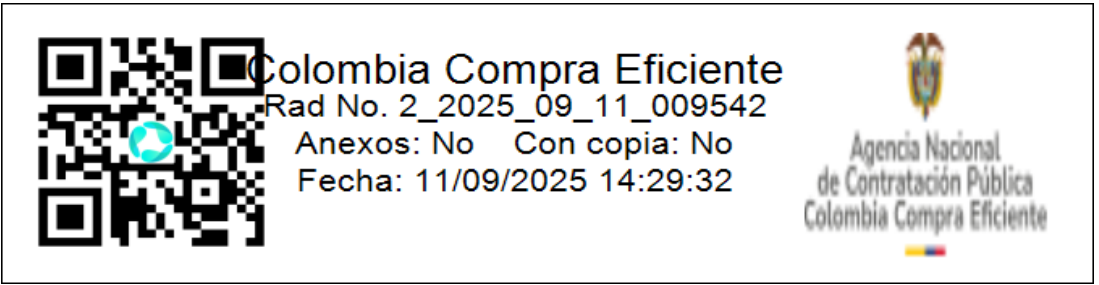 Colombia Compra Eficiente
Rad No. 2_2025_09_11_009542
Anexos: No Con copia: No
Fecha: 11/09/2025 14:29:32
Agencia Nacional
de Contratación Pública
Colombia Compra Eficiente